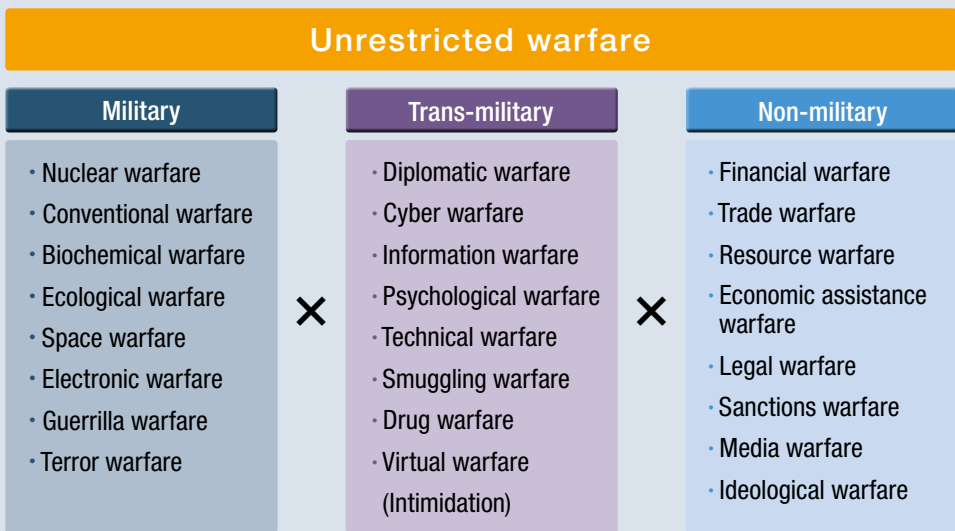 Unrestricted warfare
Military
• Nuclear warfare
• Conventional warfare
• Biochemical warfare
• Ecological warfare
• Space warfare
• Electronic warfare
• Guerrilla warfare
• Terror warfare
×
Trans-military
• Diplomatic warfare
• Cyber warfare
• Information warfare
• Psychological warfare
• Technical warfare
• Smuggling warfare
• Drug warfare
• Virtual warfare
(Intimidation)
×
Non-military
• Financial warfare
• Trade warfare
• Resource warfare
• Economic assistance
warfare
• Legal warfare
• Sanctions warfare
• Media warfare
• Ideological warfare